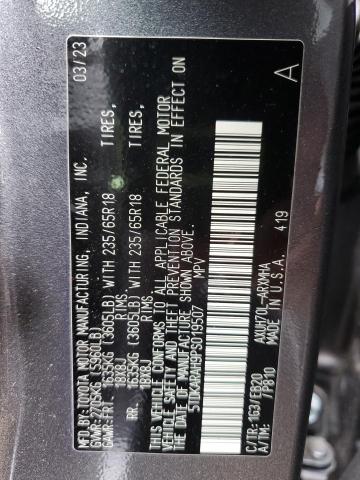 MFD.BY:TOYOTA MOTOR MANUFACTURING, INDIANA, INC. 03/23
GVWR:2705KG (5960LB)
GAWR:FRT. 1635KG (3605LB) WITH 235/65R18 TIRES,
18X8J RIMS,
RR. 1635KG (3605LB) WITH 235/65R18 TIRES,
18X8J RIMS
THIS VEHICLE CONFORMS TO ALL APPLICABLE FEDERAL MOTOR
VEHICLE SAFETY AND THEFT PREVENTION STANDARDS IN EFFECT ON
THE DATE OF MANUFACTURE SHOWN ABOVE.
MPV A
C/TR:1G3/EB20 AXUH70L-ARXMHA
A/TM: /P810 MADE IN U.S.A. 419